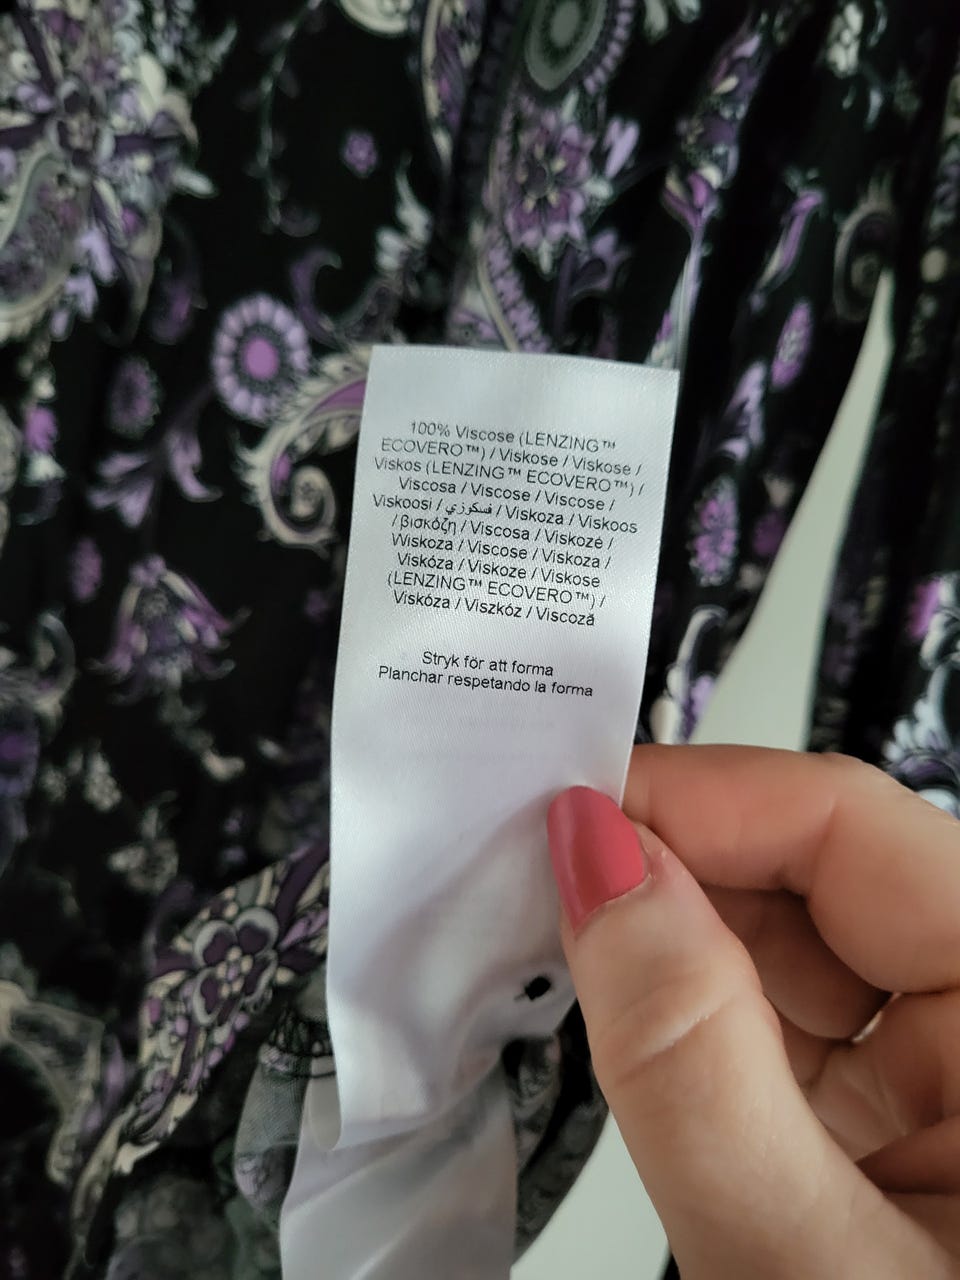 100% Viscose (LENZING™
ECOVERO™) / Viskose / Viskose /
Viskos (LENZING™ ECOVERO™) /
Viscosa / Viscose / Viscose /
Viskoosi / فسكوزي / Viskoza / Viskoos
/ βισκόζη / Viscosa / Viskozė /
Wiskoza / Viscose / Viskoza /
Viskóza / Viskoze / Viskose
(LENZING™ ECOVERO™) /
Viskóza / Viszkóz / Viscoză
Stryk för att forma
Planchar respetando la forma